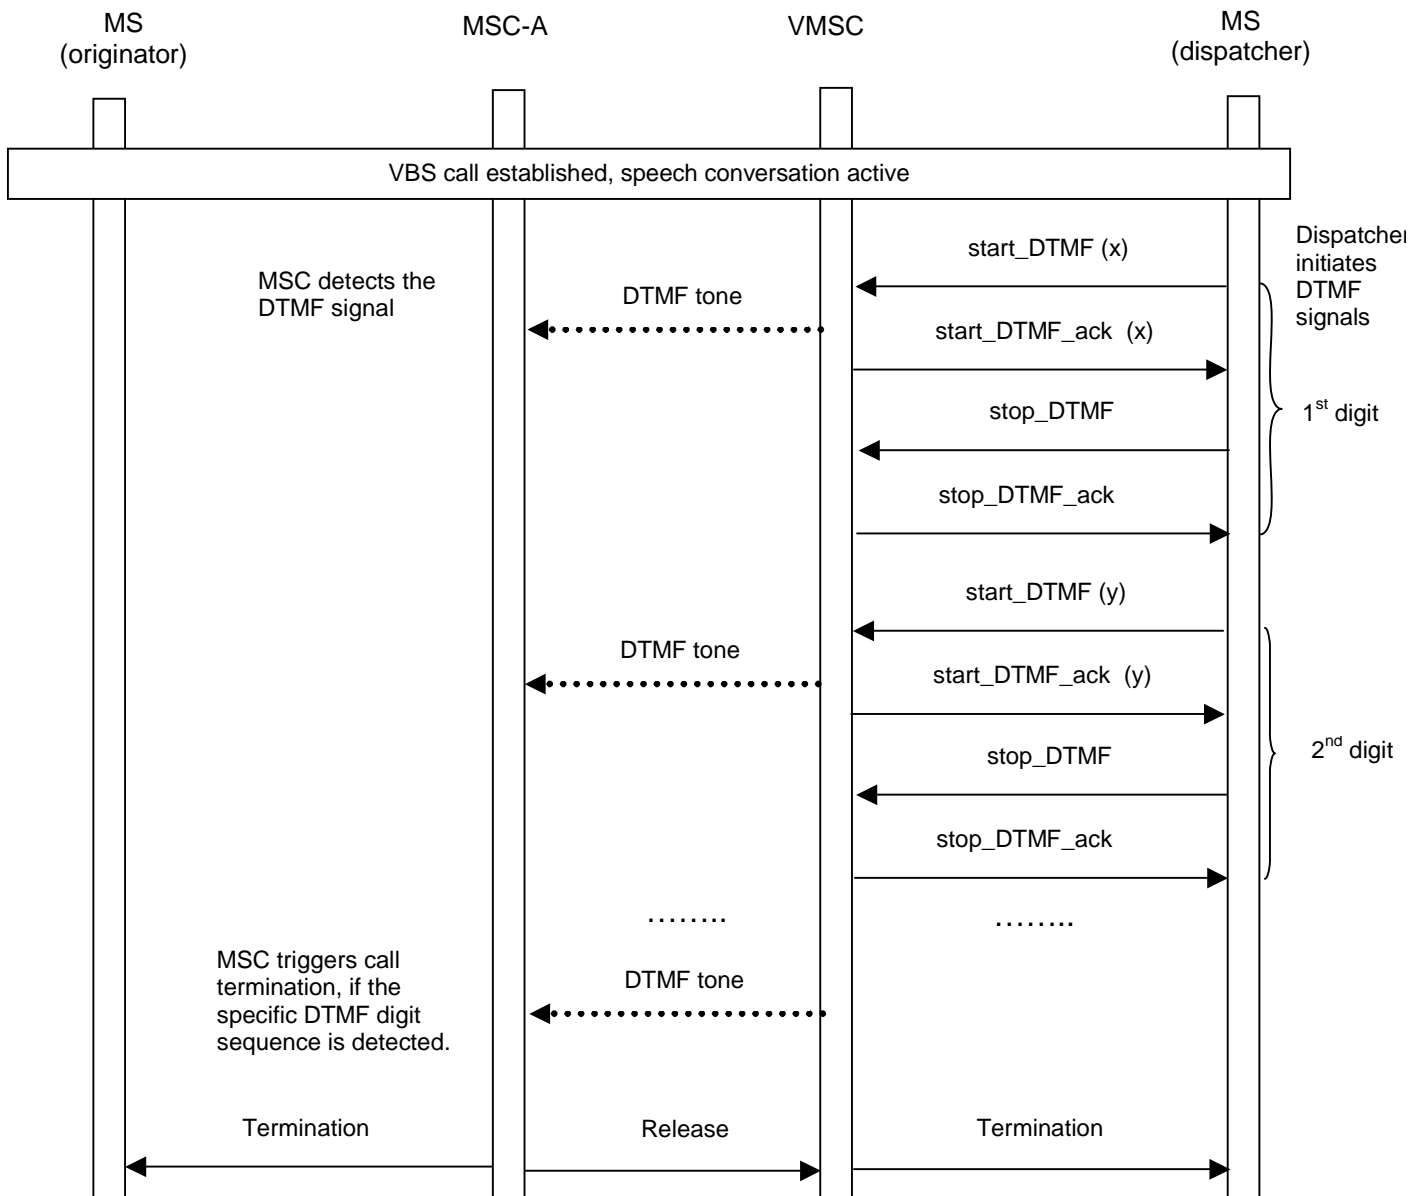 MS
(originator)
MSC-A
VMSC
MS
(dispatcher)
VBS call established, speech conversation active
start_DTMF (x)
Dispatcher
initiates
DTMF
signals
MSC detects the
DTMF signal
DTMF tone
start_DTMF_ack (x)
stop_DTMF
1st digit
stop_DTMF_ack
start_DTMF (y)
DTMF tone
start_DTMF_ack (y)
stop_DTMF
2nd digit
stop_DTMF_ack
........
........
MSC triggers call
termination, if the
specific DTMF digit
sequence is detected.
DTMF tone
Termination
Release
Termination